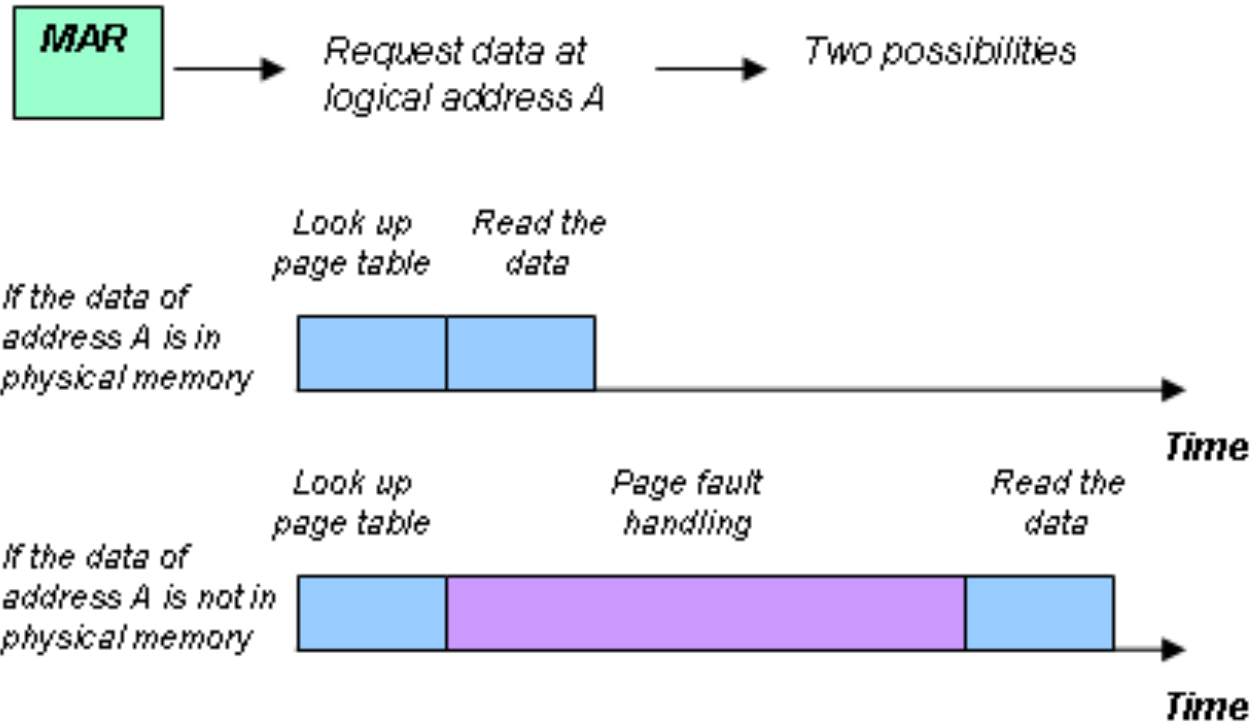 MAR
Request data at
logical address A
Two possibilities
Look up
page table
Read the
data
If the data of
address A is in
physical memory
Time
Look up
page table
Page fault
handling
Read the
data
If the data of
address A is not in
physical memory
Time